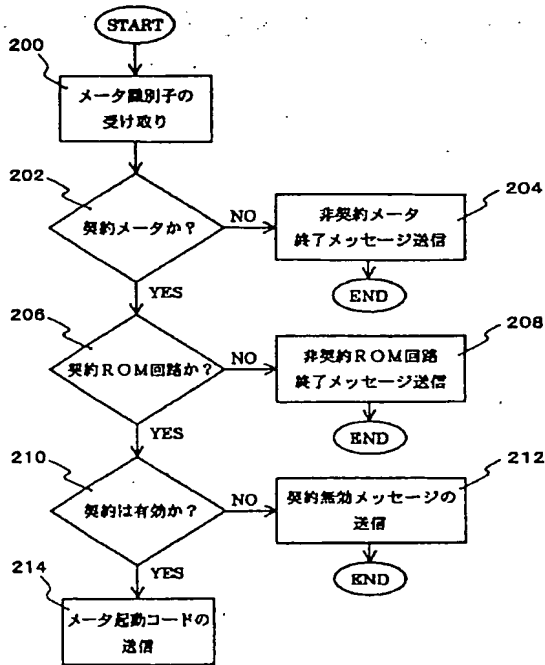 START
200
メータ識別子の
受け取り
202
契約メータか?
NO
204
非契約メータ
終了メッセージ送信
END
YES
206
契約ROM回路か?
NO
208
非契約ROM回路
終了メッセージ送信
END
YES
210
契約は有効か?
NO
212
契約無効メッセージの
送信
END
YES
214
メータ起動コードの
送信